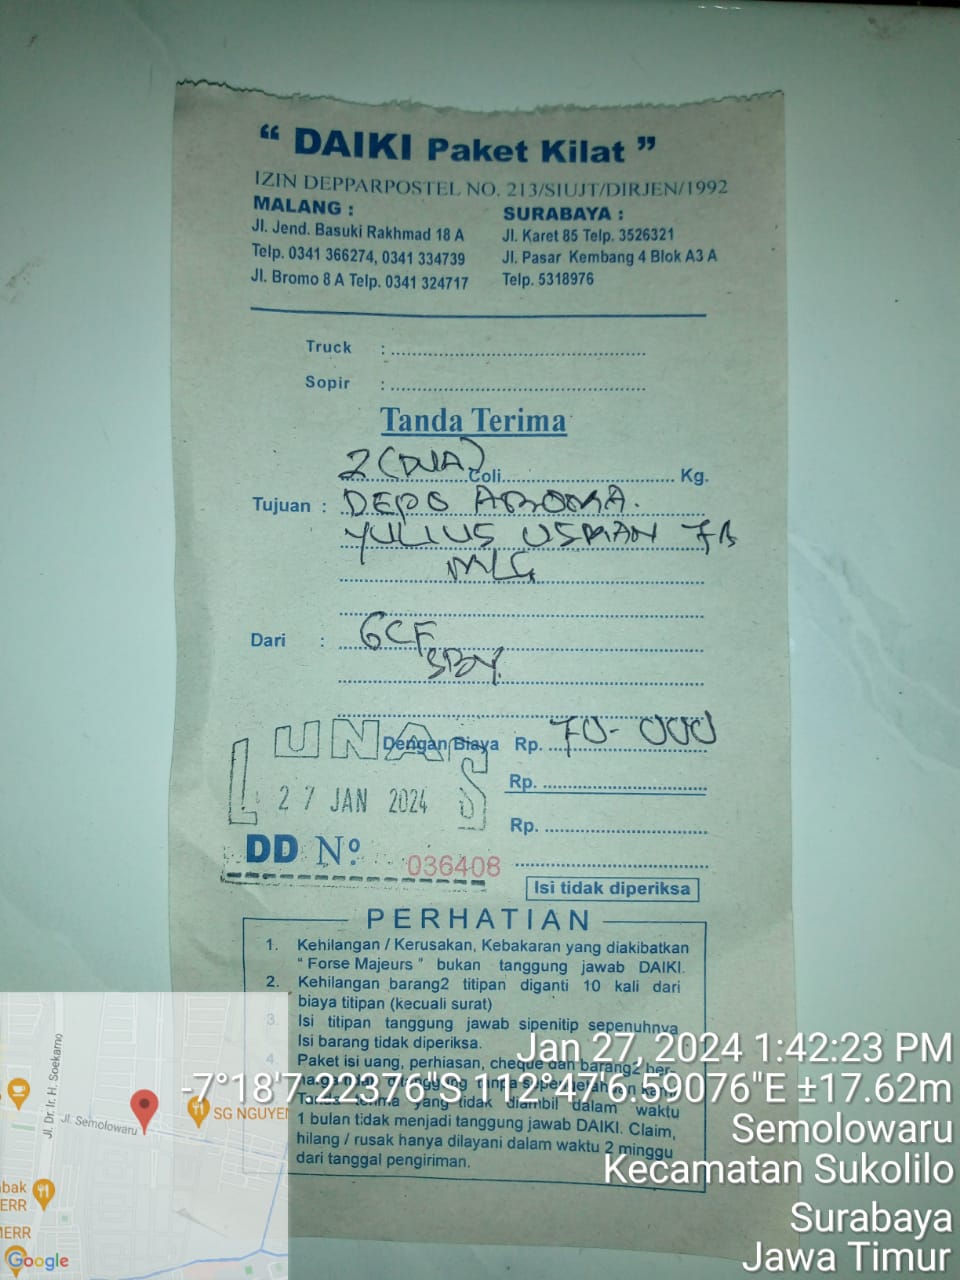 “ DAIKI Paket Kilat ”
IZIN DEPPARPOSTEL NO. 213/SIUJT/DIRJEN/1992
MALANG :
Jl. Jend. Basuki Rakhmad 18 A
Telp. 0341 366274, 0341 334739
Jl. Bromo 8 A Telp. 0341 324717
SURABAYA :
Jl. Karet 85 Telp. 3526321
Jl. Pasar Kembang 4 Blok A3 A
Telp. 5318976
Truck :
Sopir :
Tanda Terima
2 (DUA) Coli Kg.
Tujuan : DEPO AROMA.
YULIUS USMAN 7B
MLG
Dari : GCF
SBY.
Dengan Biaya Rp. 70-000
LUNAS
27 JAN 2024
Rp.
Rp.
DD Nº 036408
Isi tidak diperiksa
PERHATIAN
1. Kehilangan / Kerusakan, Kebakaran yang diakibatkan
“ Forse Majeurs ” bukan tanggung jawab DAIKI.
2. Kehilangan barang2 titipan diganti 10 kali dari
biaya titipan (kecuali surat)
3. Isi titipan tanggung jawab sipenitip sepenuhnya
Isi barang tidak diperiksa.
4. Paket isi uang, perhiasan, cheque dan barang2 ber-
yang tidak diambil dalam waktu
1 bulan tidak menjadi tanggung jawab DAIKI. Claim,
hilang / rusak hanya dilayani dalam waktu 2 minggu
dari tanggal pengiriman.
Jan 27, 2024 1:42:23 PM
-7°18'7.22376"S 112°47'6.59076"E ±17.62m
Semolowaru
Kecamatan Sukolilo
Surabaya
Jawa Timur
Jl. Dr. Ir. H. Soekarno
Jl. Semolowaru
SG NGUYEN
bak
ERR
MERR
Google